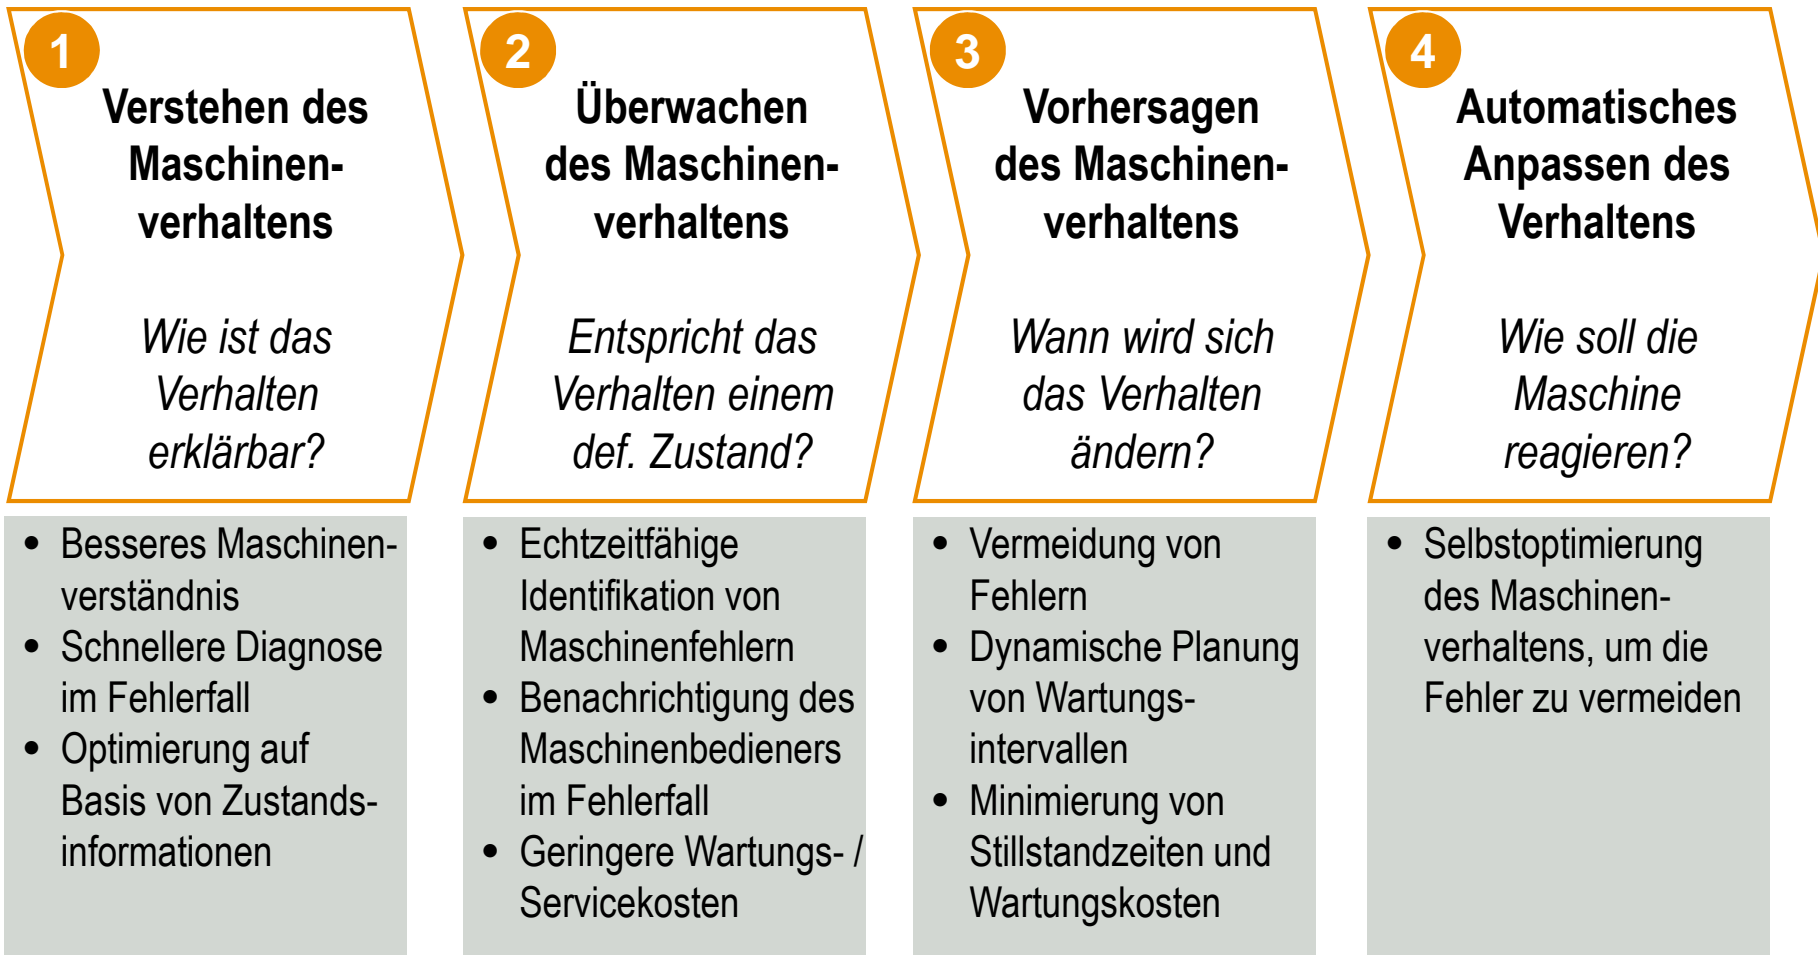 1
Verstehen des
Maschinen-
verhaltens
Wie ist das
Verhalten
erklärbar?
• Besseres Maschinen-
verständnis
• Schnellere Diagnose
im Fehlerfall
• Optimierung auf
Basis von Zustands-
informationen
2
Überwachen
des Maschinen-
verhaltens
Entspricht das
Verhalten einem
def. Zustand?
• Echtzeitfähige
Identifikation von
Maschinenfehlern
• Benachrichtigung des
Maschinenbedieners
im Fehlerfall
• Geringere Wartungs- /
Servicekosten
3
Vorhersagen
des Maschinen-
verhaltens
Wann wird sich
das Verhalten
ändern?
• Vermeidung von
Fehlern
• Dynamische Planung
von Wartungs-
intervallen
• Minimierung von
Stillstandzeiten und
Wartungskosten
4
Automatisches
Anpassen des
Verhaltens
Wie soll die
Maschine
reagieren?
• Selbstoptimierung
des Maschinen-
verhaltens, um die
Fehler zu vermeiden